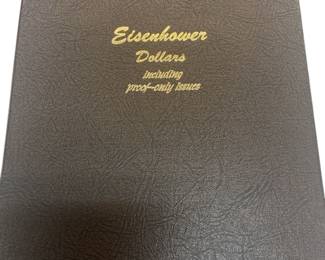 Eisenhower
Dollars
including
proof-only issues